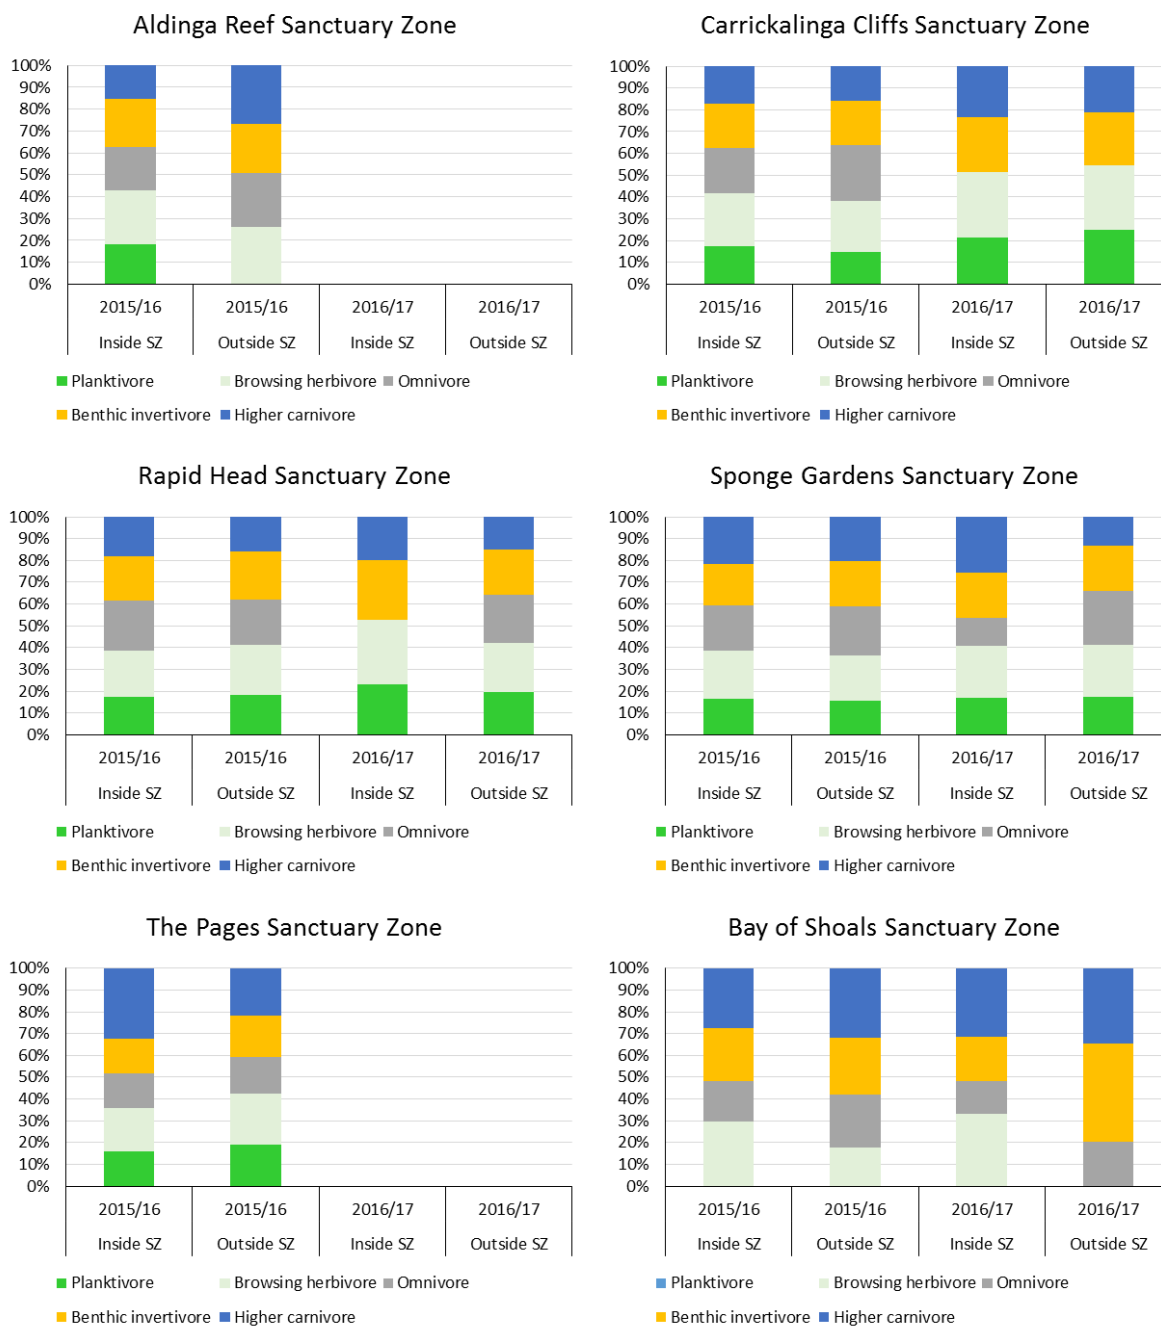 Aldinga Reef Sanctuary Zone
100%
90%
80%
70%
60%
50%
40%
30%
20%
10%
0%
2015/16 2015/16 2016/17 2016/17
Inside SZ Outside SZ Inside SZ Outside SZ
Planktivore Browsing herbivore Omnivore
Benthic invertivore Higher carnivore
Carrickalinga Cliffs Sanctuary Zone
100%
90%
80%
70%
60%
50%
40%
30%
20%
10%
0%
2015/16 2015/16 2016/17 2016/17
Inside SZ Outside SZ Inside SZ Outside SZ
Planktivore Browsing herbivore Omnivore
Benthic invertivore Higher carnivore
Rapid Head Sanctuary Zone
100%
90%
80%
70%
60%
50%
40%
30%
20%
10%
0%
2015/16 2015/16 2016/17 2016/17
Inside SZ Outside SZ Inside SZ Outside SZ
Planktivore Browsing herbivore Omnivore
Benthic invertivore Higher carnivore
Sponge Gardens Sanctuary Zone
100%
90%
80%
70%
60%
50%
40%
30%
20%
10%
0%
2015/16 2015/16 2016/17 2016/17
Inside SZ Outside SZ Inside SZ Outside SZ
Planktivore Browsing herbivore Omnivore
Benthic invertivore Higher carnivore
The Pages Sanctuary Zone
100%
90%
80%
70%
60%
50%
40%
30%
20%
10%
0%
2015/16 2015/16 2016/17 2016/17
Inside SZ Outside SZ Inside SZ Outside SZ
Planktivore Browsing herbivore Omnivore
Benthic invertivore Higher carnivore
Bay of Shoals Sanctuary Zone
100%
90%
80%
70%
60%
50%
40%
30%
20%
10%
0%
2015/16 2015/16 2016/17 2016/17
Inside SZ Outside SZ Inside SZ Outside SZ
Planktivore Browsing herbivore Omnivore
Benthic invertivore Higher carnivore